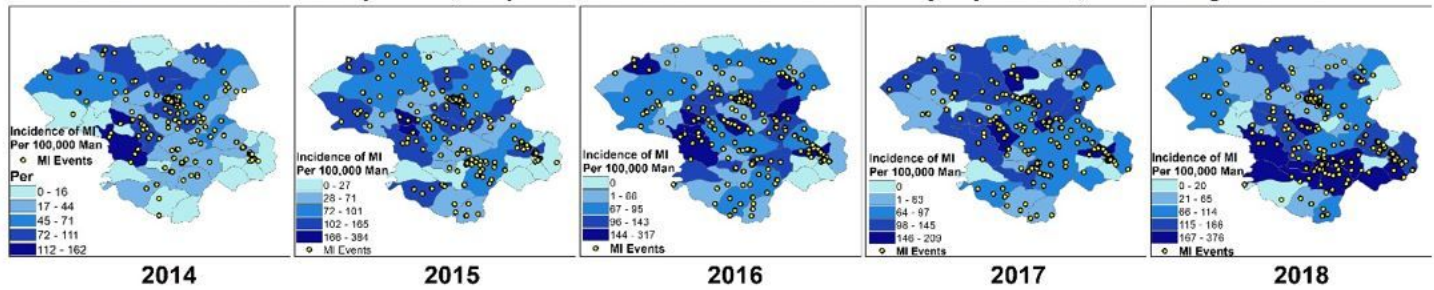 Incidence of MI
Per 100,000 Man
MI Events
Per
0 - 16
17 - 44
45 - 71
72 - 111
112 - 162
2014
Incidence of MI
Per 100,000 Man
0 - 27
28 - 71
72 - 101
102 - 165
166 - 384
MI Events
2015
Incidence of MI
Per 100,000 Man
0
1 - 66
67 - 95
96 - 143
144 - 317
MI Events
2016
Incidence of MI
Per 100,000 Man
0
1 - 63
64 - 97
98 - 145
146 - 209
MI Events
2017
Incidence of MI
Per 100,000 Man
0 - 20
21 - 65
66 - 114
115 - 166
167 - 376
MI Events
2018